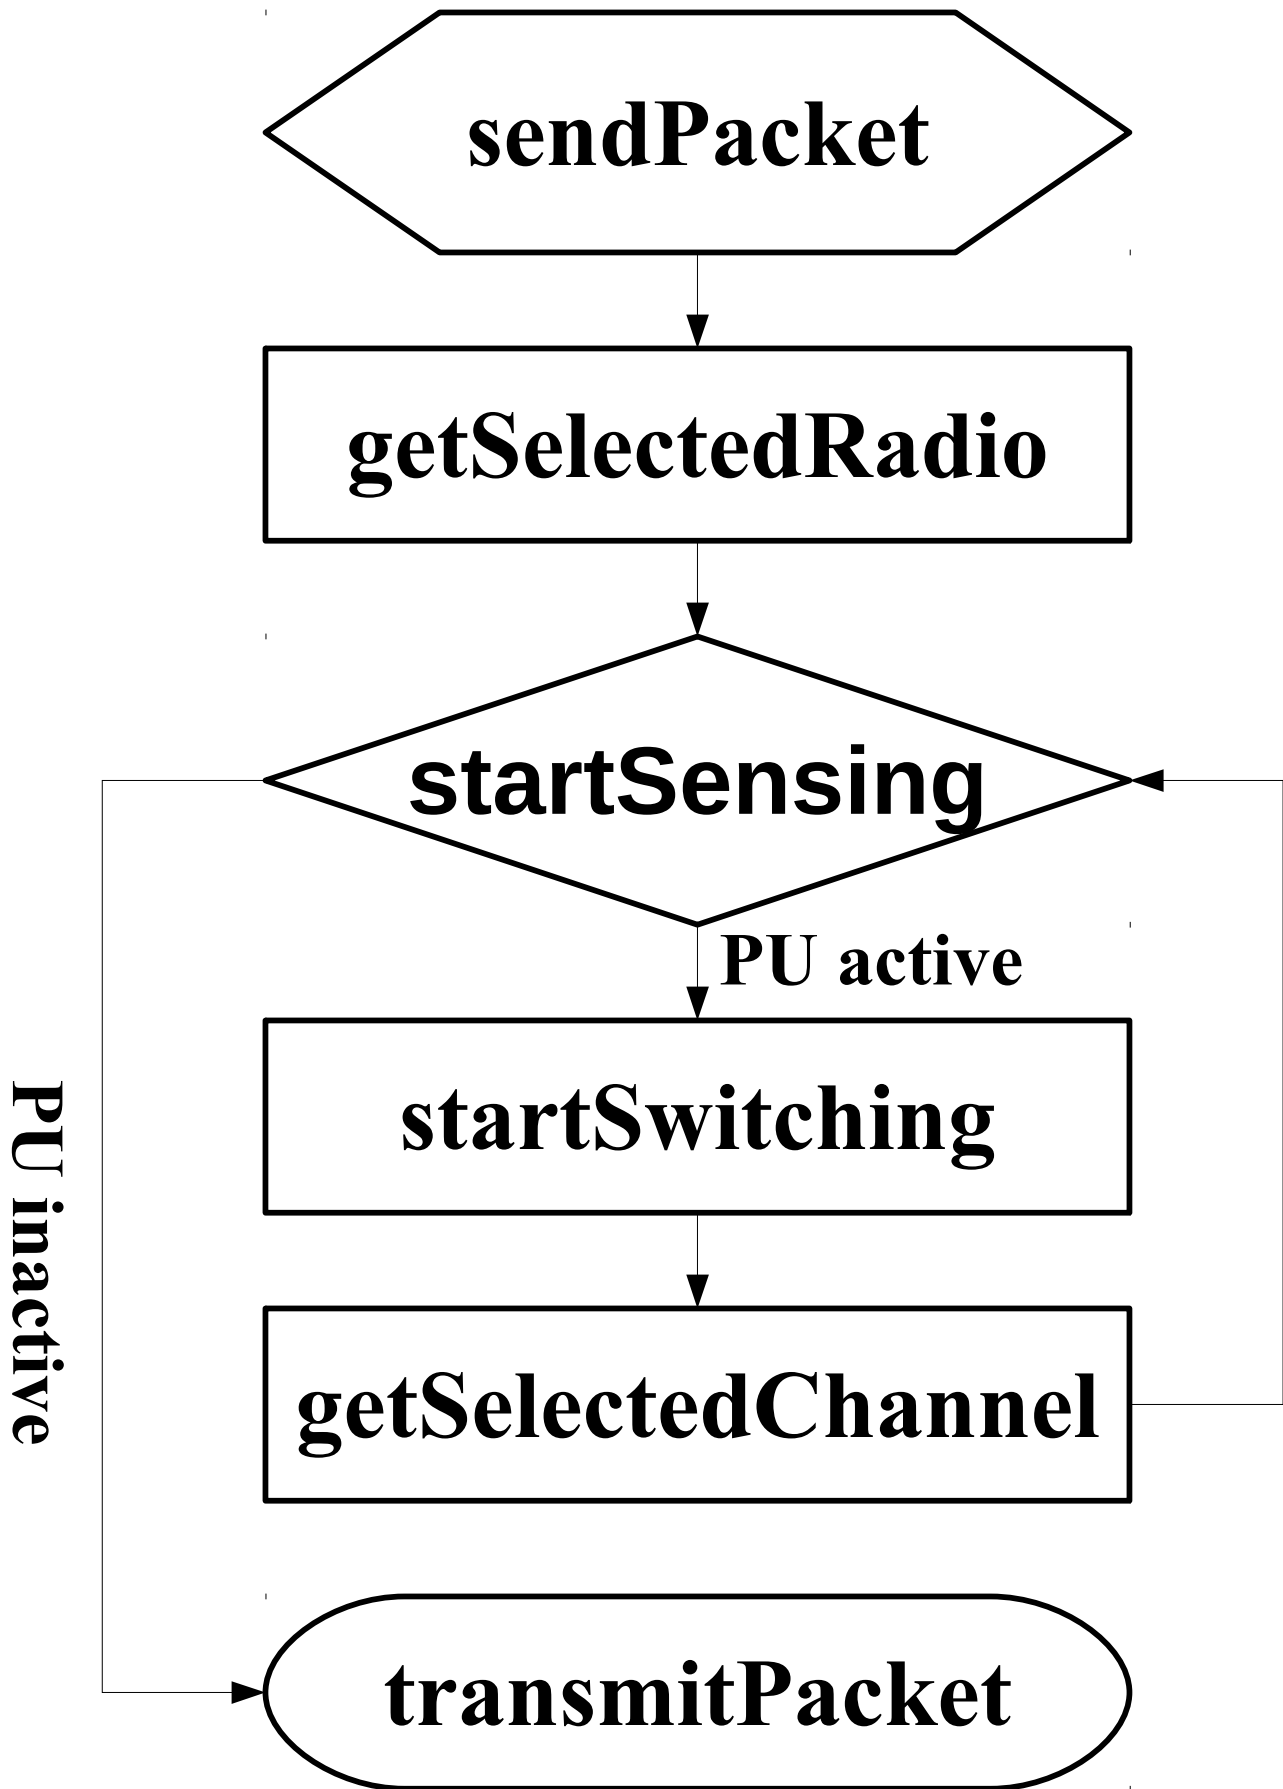 sendPacket
getSelectedRadio
startSensing
PU active
startSwitching
PU inactive
getSelectedChannel
transmitPacket